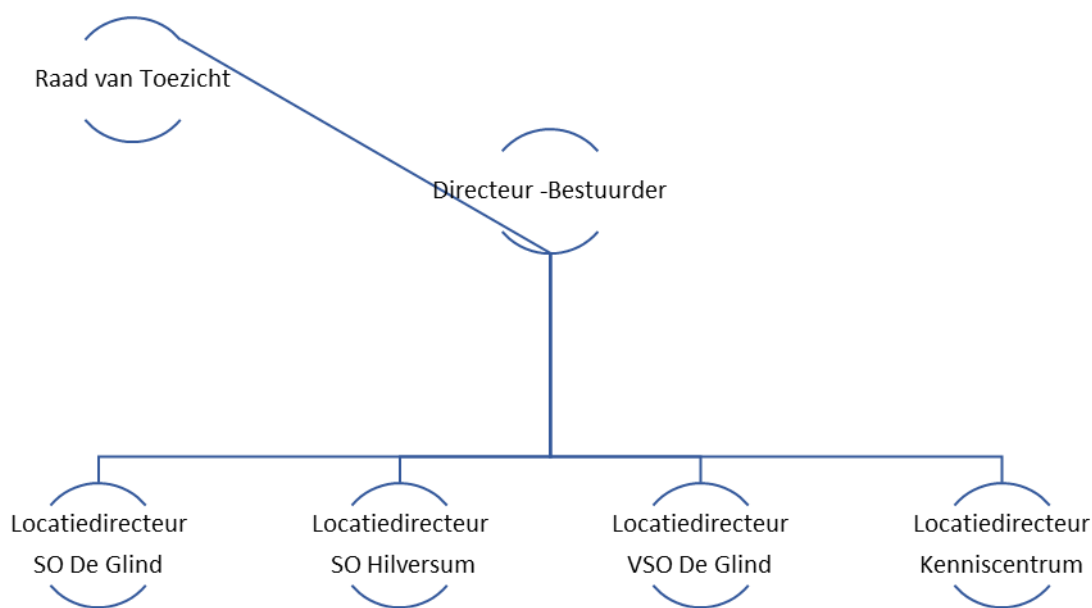 Raad van Toezicht
Directeur -Bestuurder
Locatiedirecteur
SO De Glind
Locatiedirecteur
SO Hilversum
Locatiedirecteur
VSO De Glind
Locatiedirecteur
Kenniscentrum